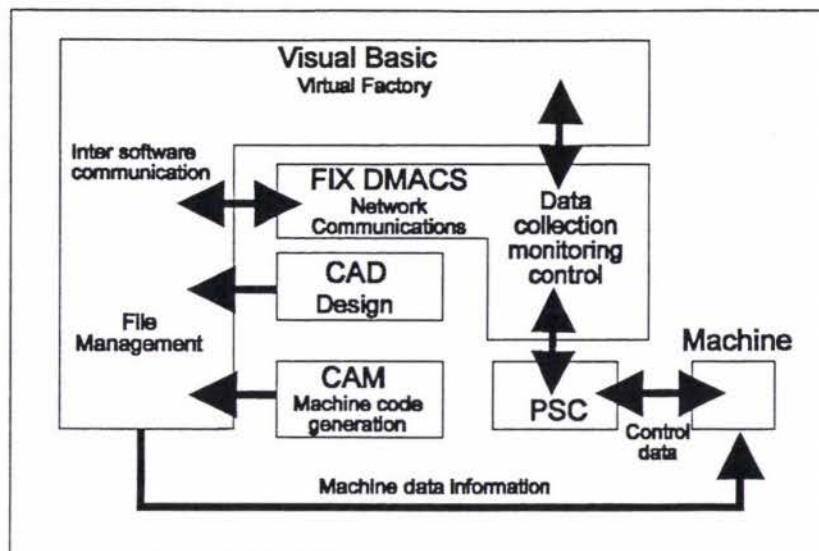 Visual Basic
Virtual Factory
Inter software
communication
FIX DMACS
Network
Communications
Data
collection
monitoring
control
CAD
Design
File
Management
CAM
Machine code
generation
PSC
Machine
Control
data
Machine data information